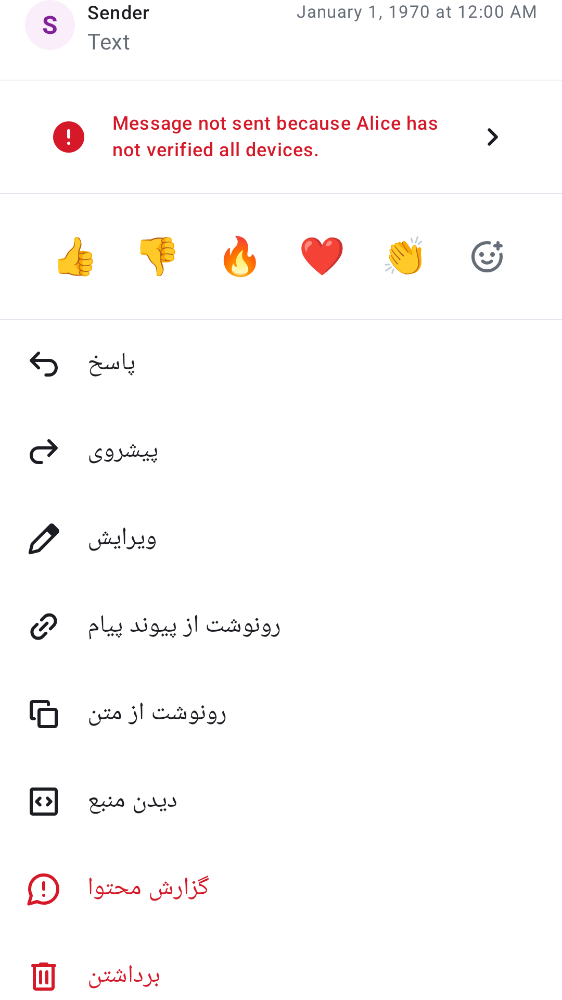 S
Sender
January 1, 1970 at 12:00 AM
Text
Message not sent because Alice has
not verified all devices.
پاسخ
پیشروی
ویرایش
رونوشت از پیوند پیام
رونوشت از متن
دیدن منبع
گزارش محتوا
برداشتن